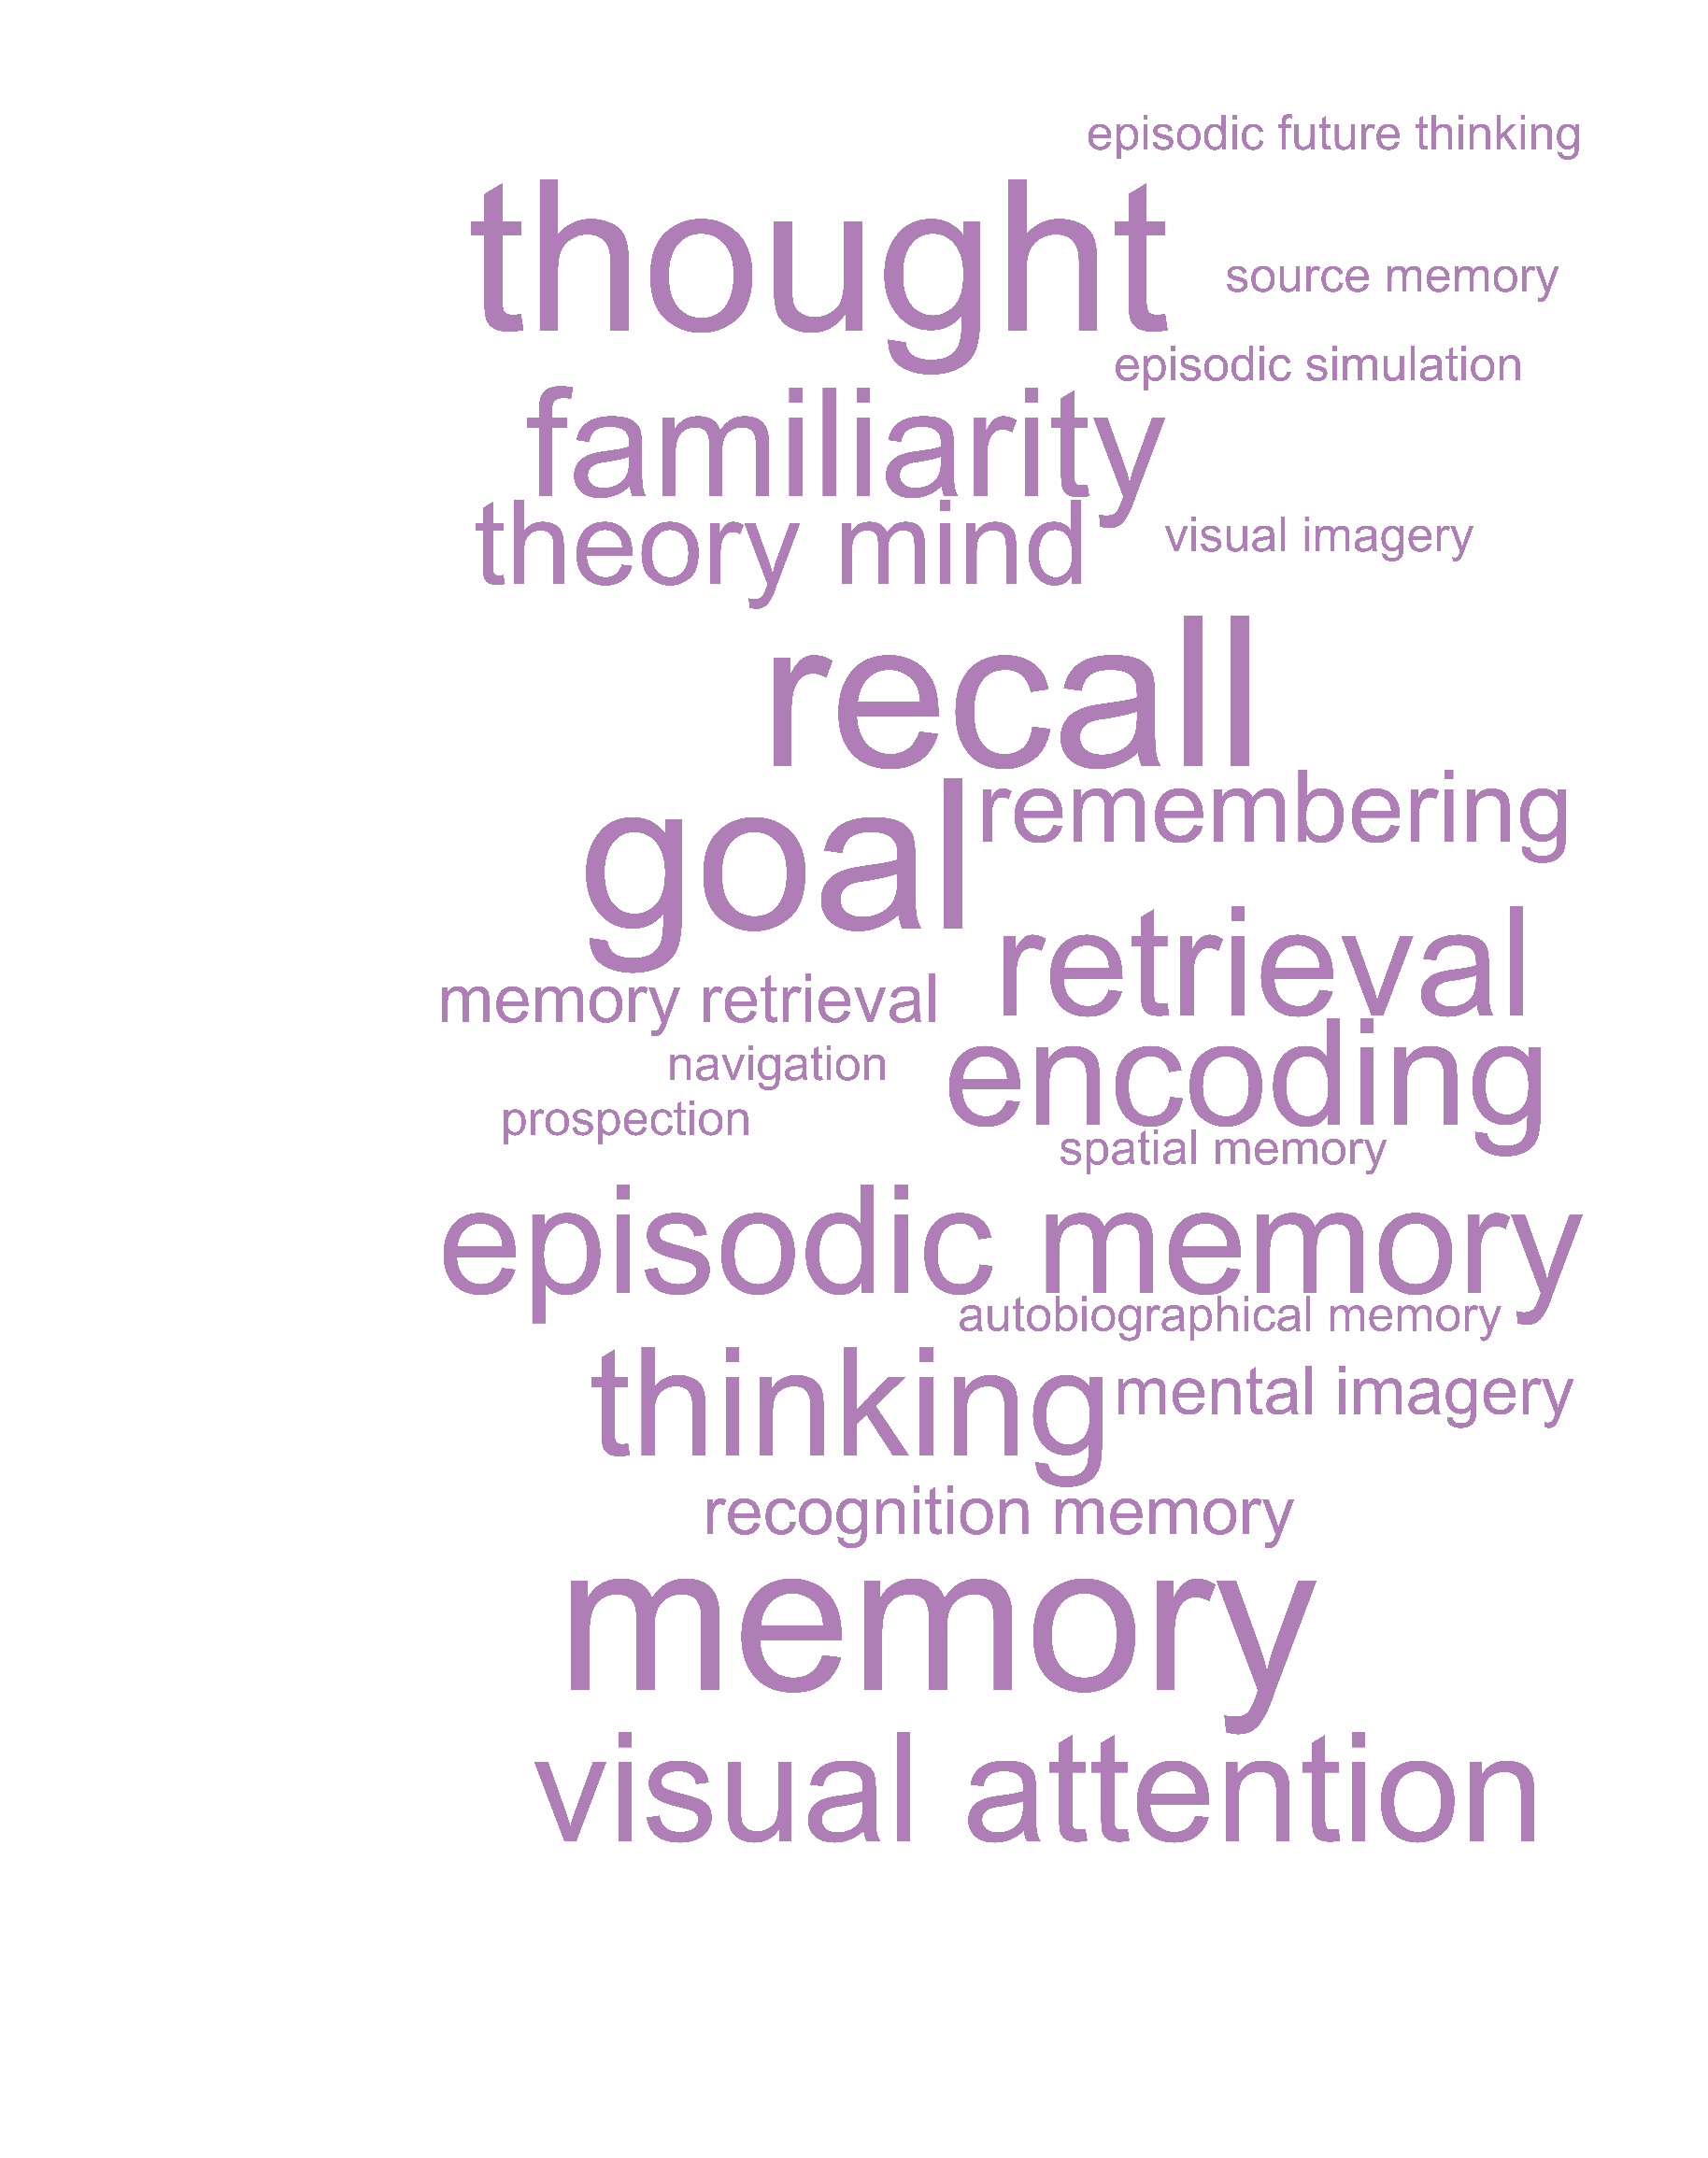 episodic future thinking
thought
source memory
episodic simulation
familiarity
theory mind
visual imagery
recall
remembering
goal
retrieval
memory retrieval
navigation
encoding
prospection
spatial memory
episodic memory
autobiographical memory
thinking
mental imagery
recognition memory
memory
visual attention